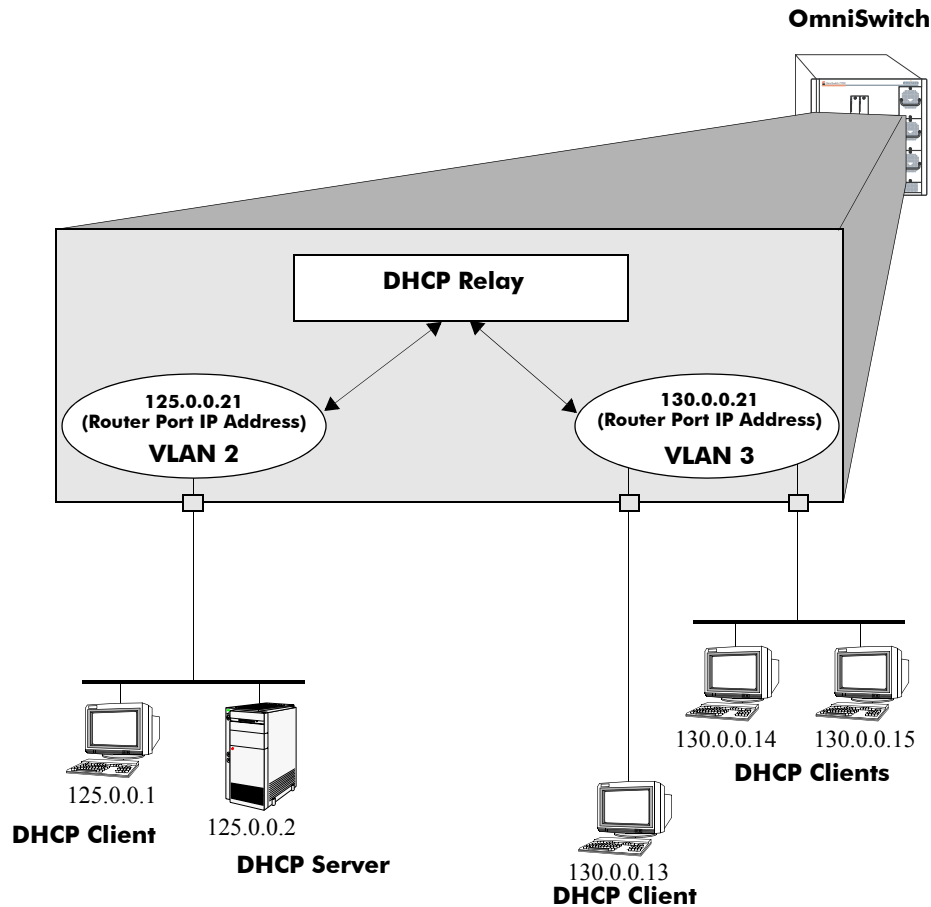 OmniSwitch
DHCP Relay
125.0.0.21
(Router Port IP Address)
VLAN 2
130.0.0.21
(Router Port IP Address)
VLAN 3
125.0.0.1
DHCP Client
125.0.0.2
DHCP Server
130.0.0.13
DHCP Client
130.0.0.14
130.0.0.15
DHCP Clients